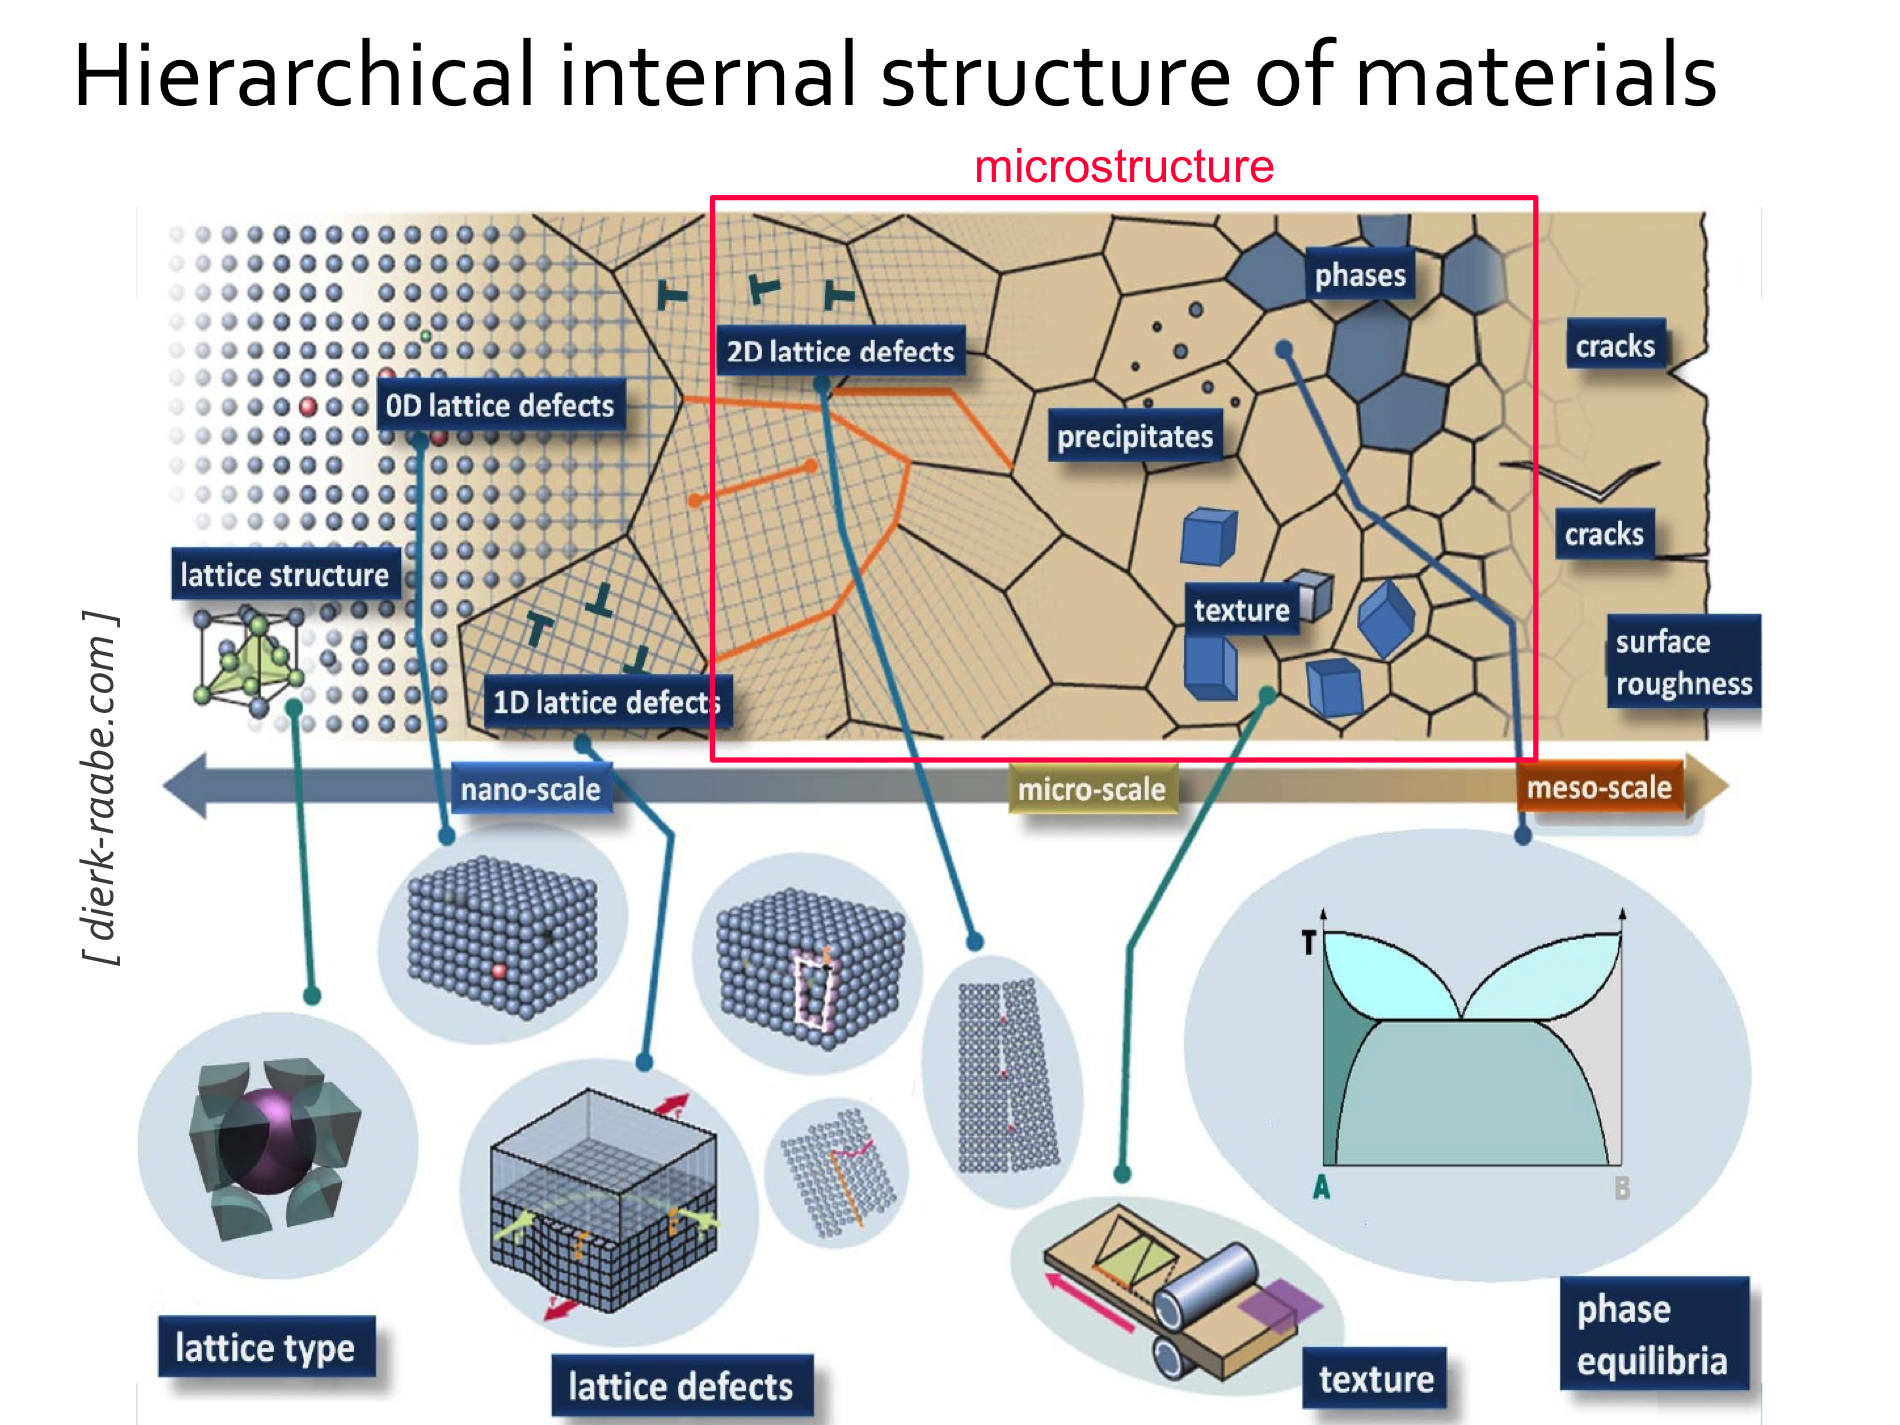 Hierarchical internal structure of materials
microstructure
phases
cracks
2D lattice defects
0D lattice defects
precipitates
cracks
lattice structure
texture
surface
roughness
1D lattice defects
[ dierk-raabe.com ]
nano-scale
micro-scale
meso-scale
T
A
B
lattice type
lattice defects
texture
phase
equilibria